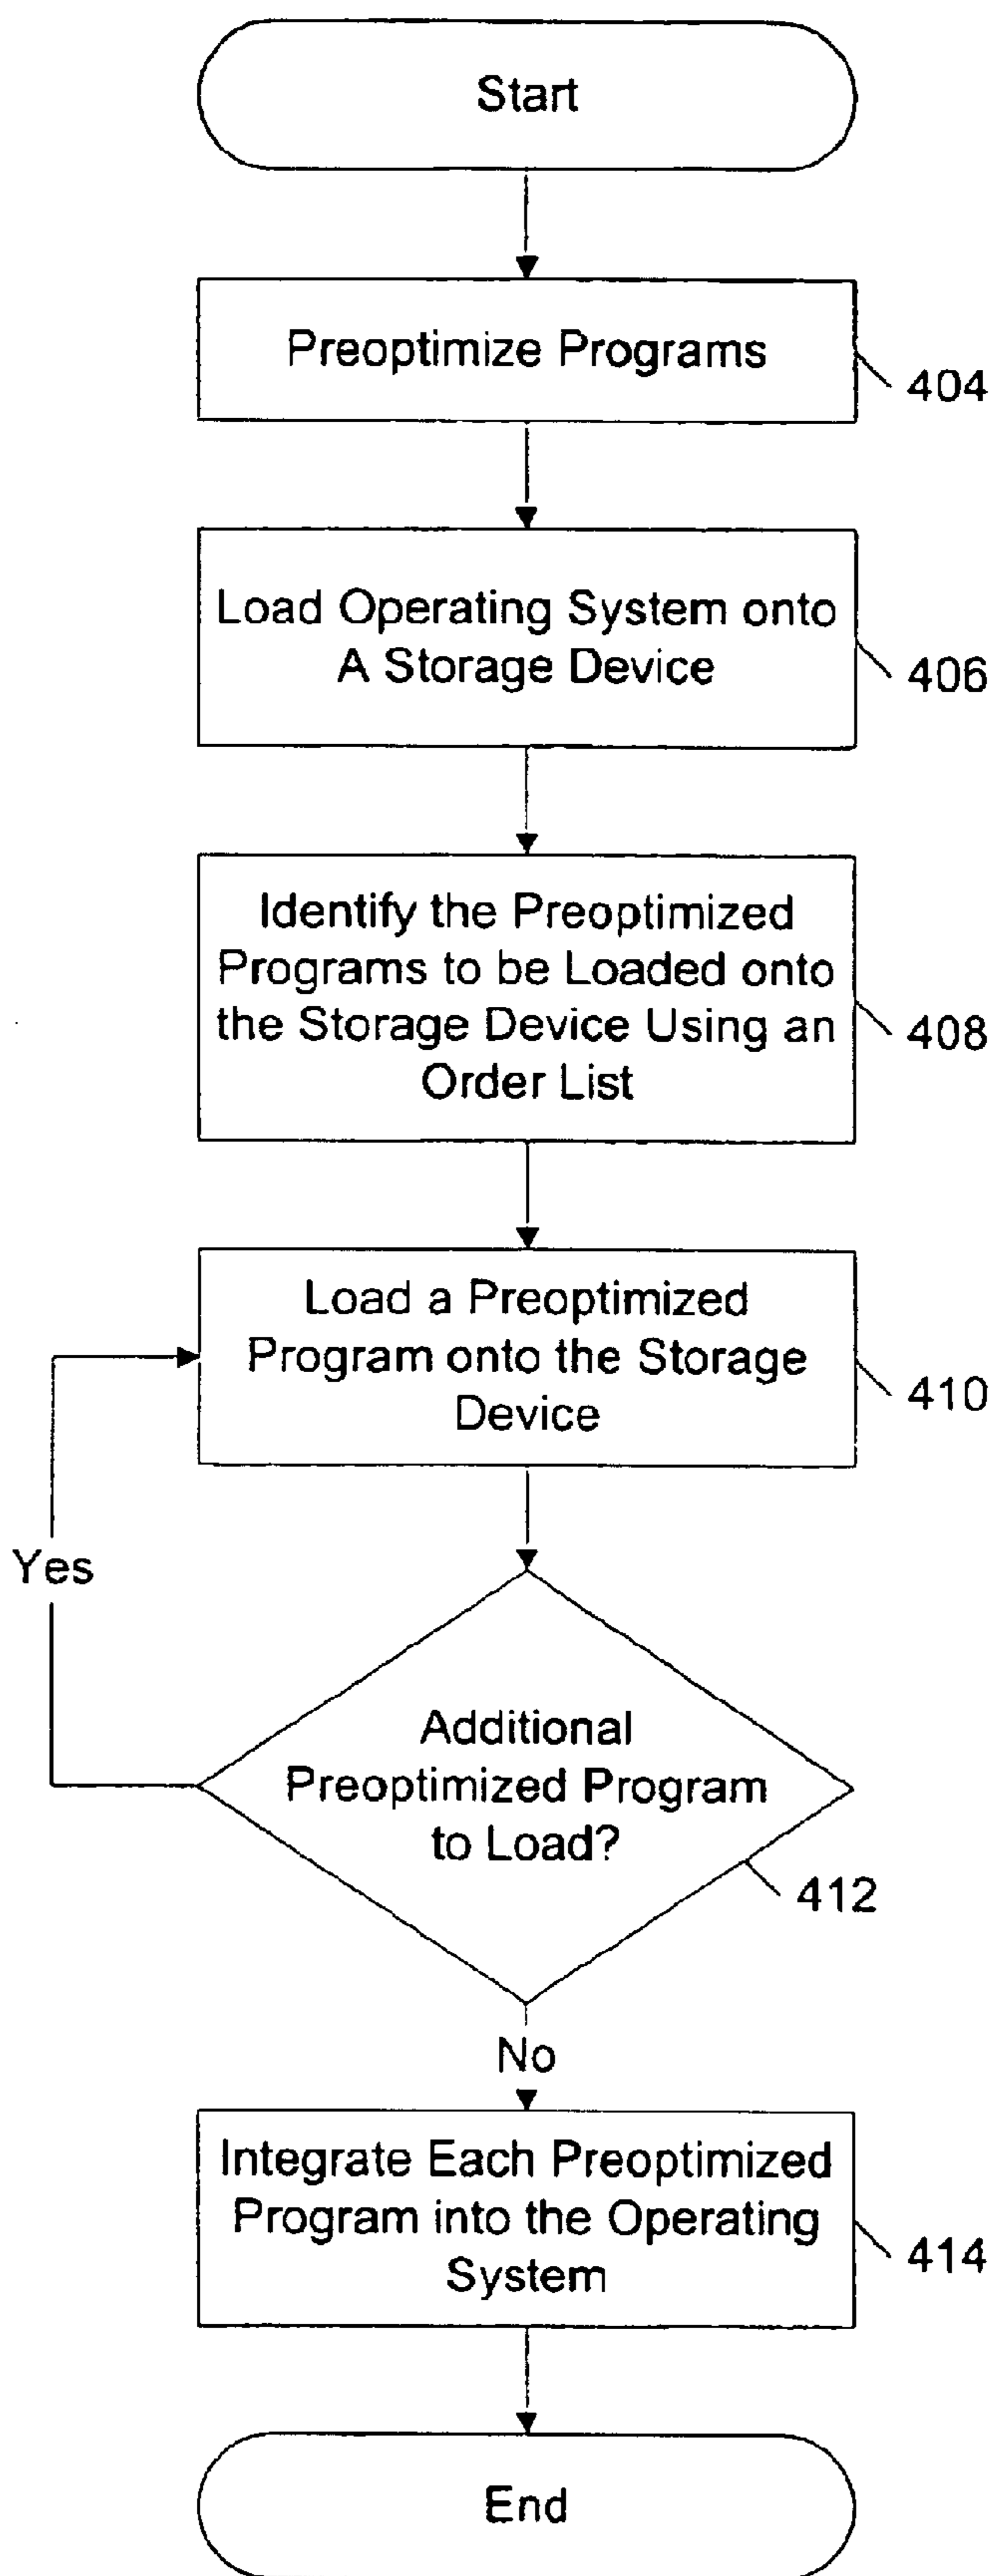 Start
Preoptimize Programs
404
Load Operating System onto
A Storage Device
406
Identify the Preoptimized
Programs to be Loaded onto
the Storage Device Using an
Order List
408
Load a Preoptimized
Program onto the Storage
Device
410
Yes
Additional
Preoptimized Program
to Load?
412
No
Integrate Each Preoptimized
Program into the Operating
System
414
End